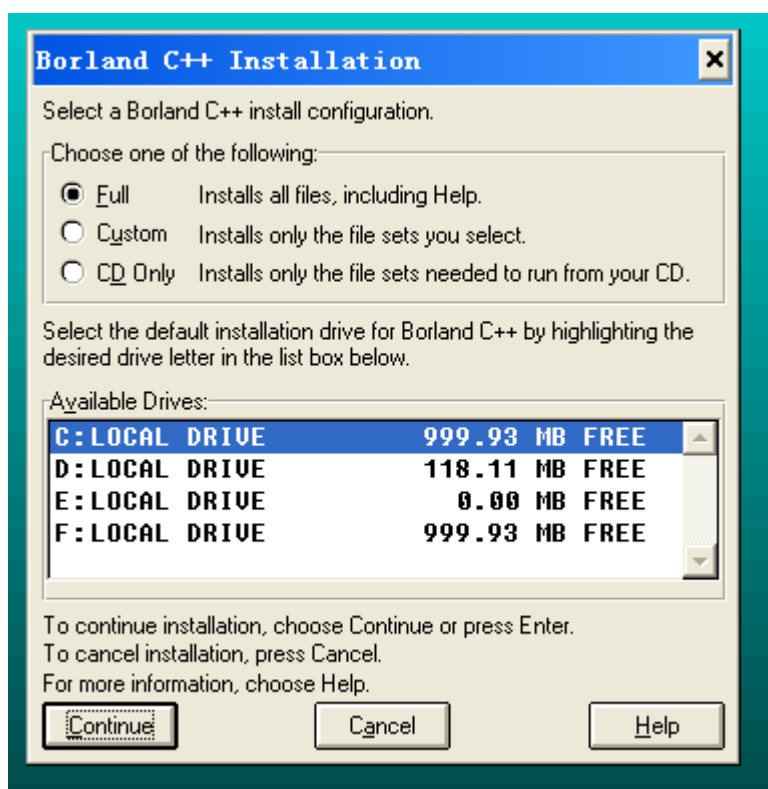 Borland C++ Installation
Select a Borland C++ install configuration.
Choose one of the following:
Full Installs all files, including Help.
Custom Installs only the file sets you select.
CD Only Installs only the file sets needed to run from your CD.
Select the default installation drive for Borland C++ by highlighting the
desired drive letter in the list box below.
Available Drives:
C:LOCAL DRIVE 999.93 MB FREE
D:LOCAL DRIVE 118.11 MB FREE
E:LOCAL DRIVE 0.00 MB FREE
F:LOCAL DRIVE 999.93 MB FREE
To continue installation, choose Continue or press Enter.
To cancel installation, press Cancel.
For more information, choose Help.
Continue Cancel Help